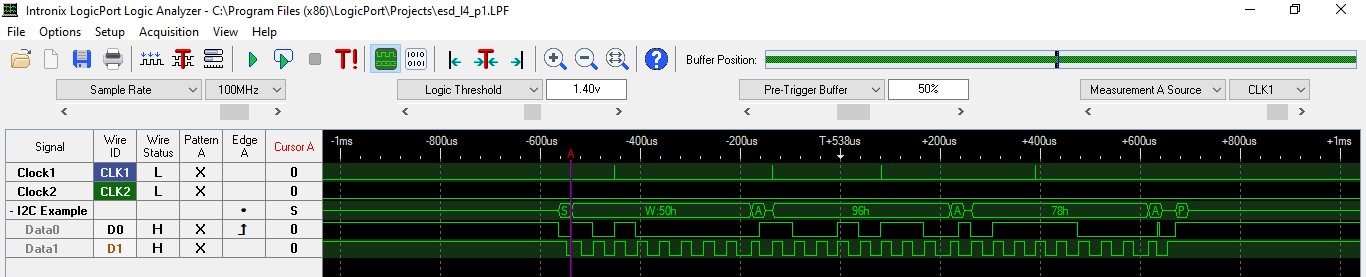 Intronix LogicPort Logic Analyzer - C:\Program Files (x86)\LogicPort\Projects\esd_l4_p1.LPF
File Options Setup Acquisition View Help
T! 1010 0101 ? Buffer Position:
Sample Rate 100MHz Logic Threshold 1.40v Pre-Trigger Buffer 50% Measurement A Source CLK1
Signal Wire ID Wire Status Pattern A Edge A Cursor A -1ms -600us -400us -200us T+538us +200us +400us +600us +800us +1ms
A
Clock1 CLK1 L X 0
Clock2 CLK2 L X 0
- I2C Example • S S W:50h A 96h A 78h A P
Data0 D0 H X 0
Data1 D1 H X 0